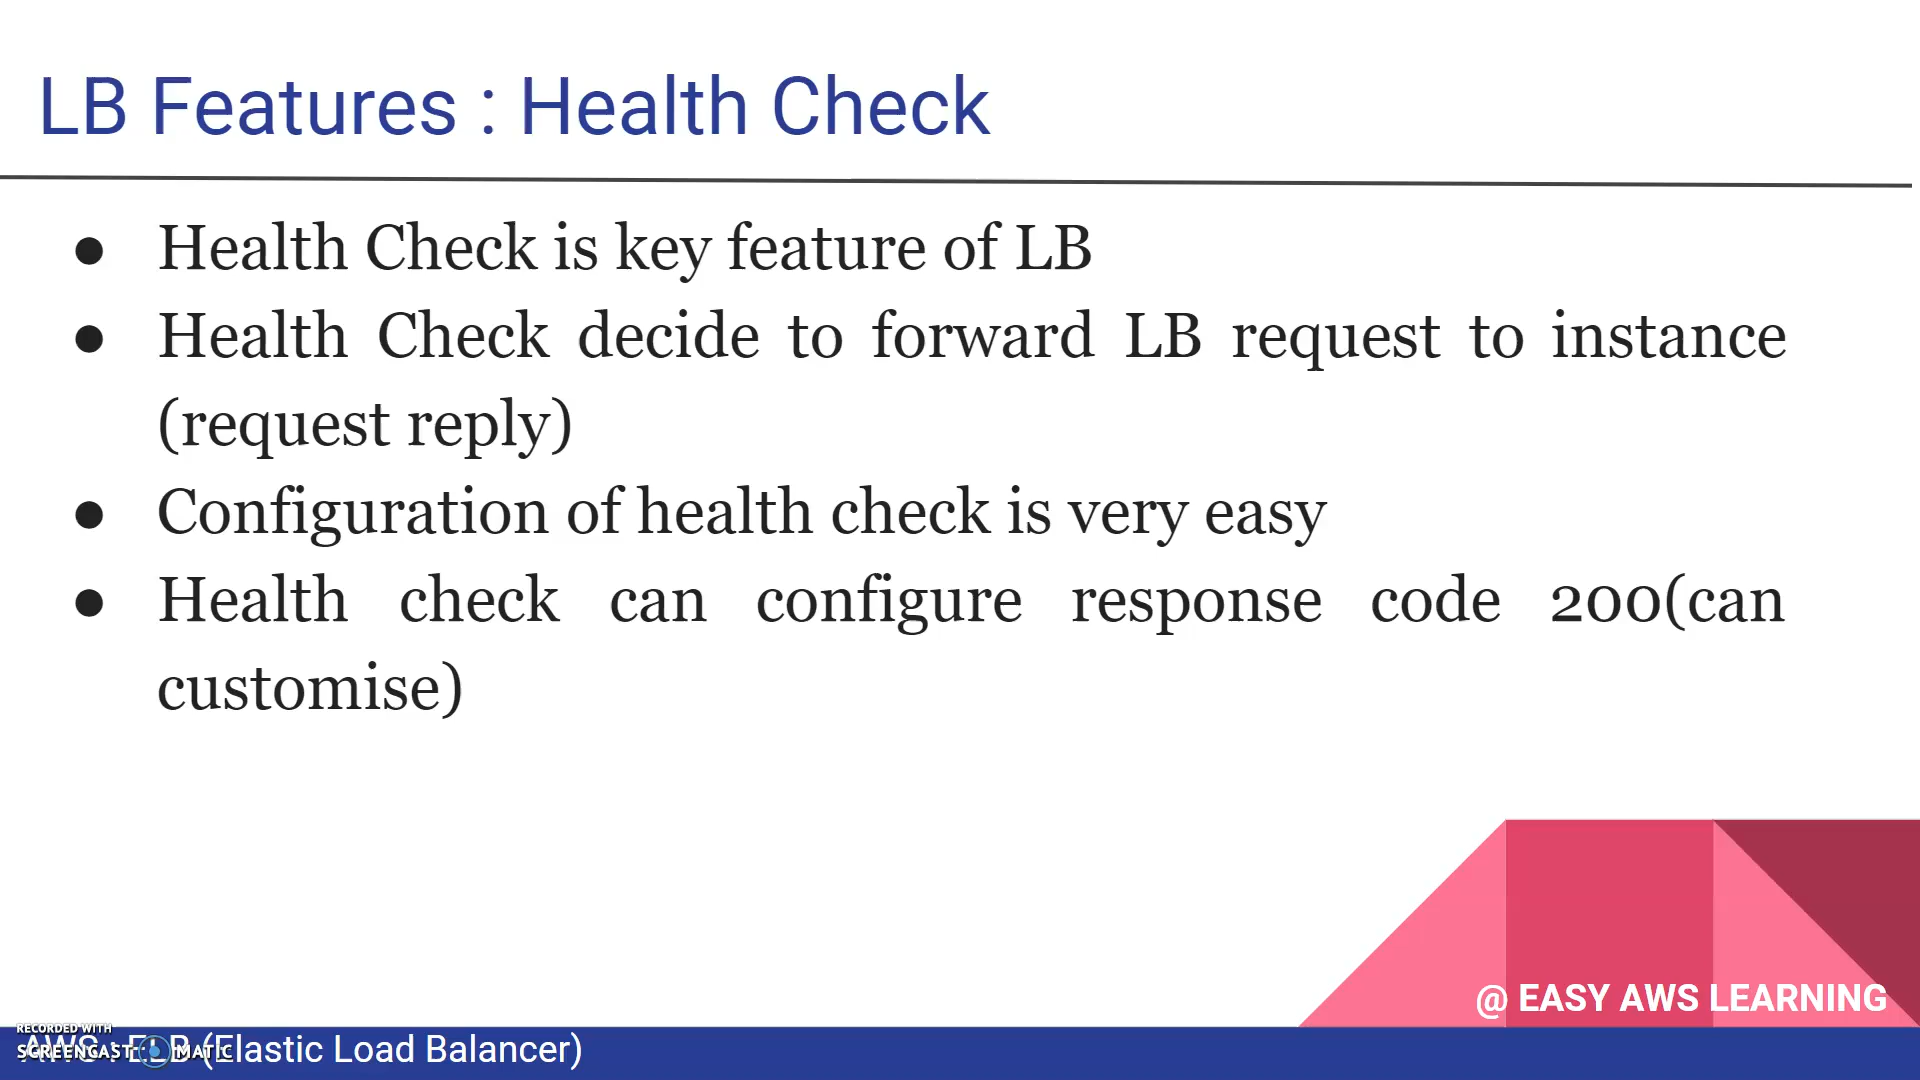 LB Features : Health Check
● Health Check is key feature of LB
● Health Check decide to forward LB request to instance
(request reply)
● Configuration of health check is very easy
● Health check can configure response code 200(can
customise)
@ EASY AWS LEARNING
RECORDED WITH
SCREENCAST MATIC
AWS : ELB (Elastic Load Balancer)